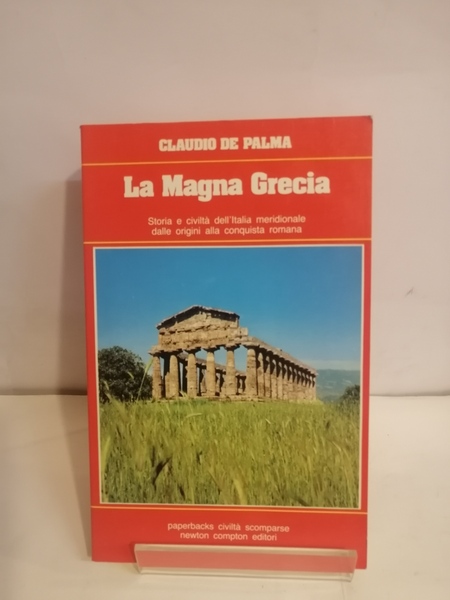 CLAUDIO DE PALMA
La Magna Grecia
Storia e civiltà dell'Italia meridionale
dalle origini alla conquista romana
paperbacks civiltà scomparse
newton compton editori